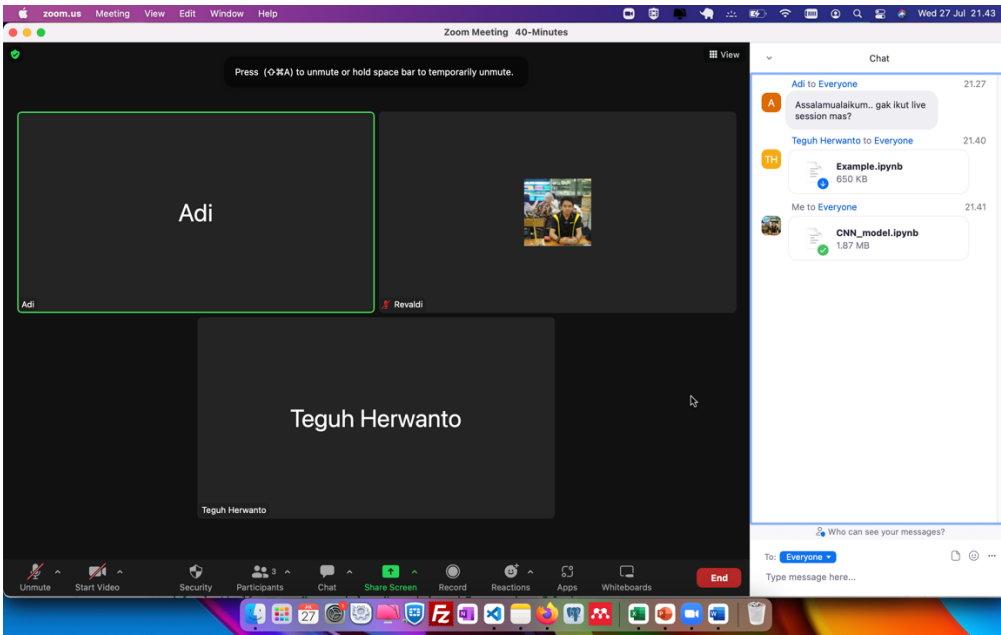 zoom.us Meeting View Edit Window Help Wed 27 Jul 21.43
Zoom Meeting 40-Minutes
View
Press (⇧⌘A) to unmute or hold space bar to temporarily unmute.
Adi
Adi
Revaldi
Teguh Herwanto
Teguh Herwanto
Unmute Start Video Security Participants 3 Chat Share Screen Record Reactions Apps Whiteboards End
Chat
Adi to Everyone 21.27
A
Assalamualaikum.. gak ikut live
session mas?
Teguh Herwanto to Everyone 21.40
TH
Example.ipynb
650 KB
Me to Everyone 21.41
CNN_model.ipynb
1.87 MB
Who can see your messages?
To: Everyone
Type message here...
27